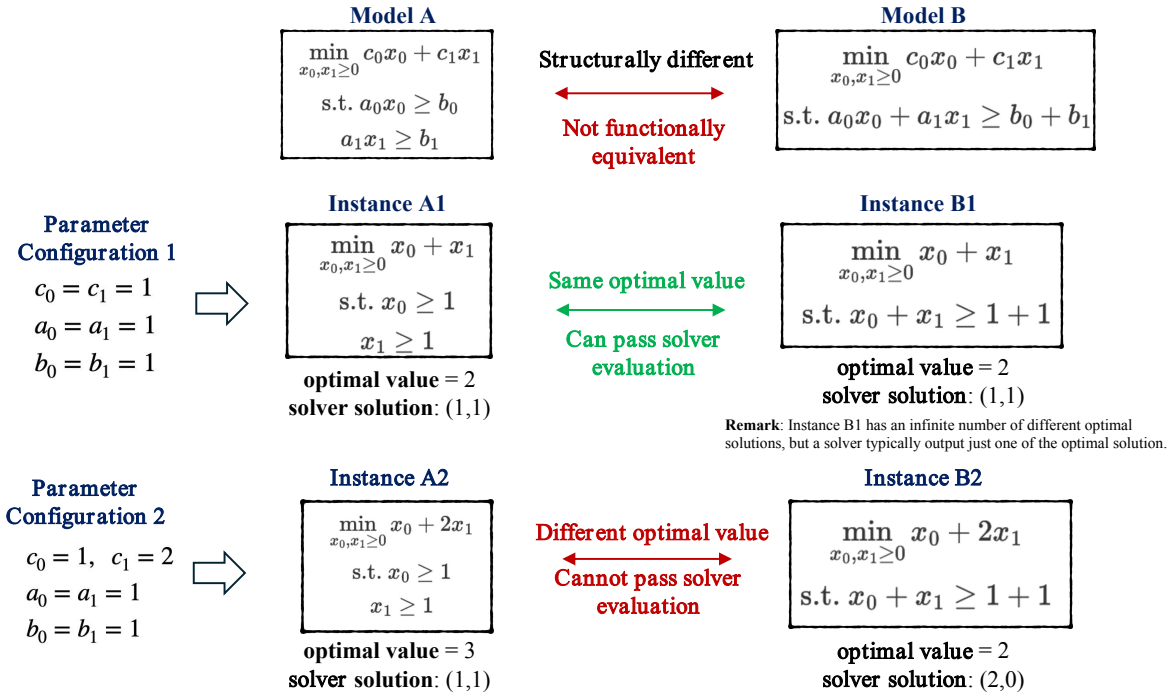 Model A
Model B
min c₀x₀ + c₁x₁
x₀,x₁≥0
s.t. a₀x₀ ≥ b₀
a₁x₁ ≥ b₁
Structurally different
Not functionally
equivalent
min c₀x₀ + c₁x₁
x₀,x₁≥0
s.t. a₀x₀ + a₁x₁ ≥ b₀ + b₁
Parameter
Configuration 1
c₀ = c₁ = 1
a₀ = a₁ = 1
b₀ = b₁ = 1
Instance A1
min x₀ + x₁
x₀,x₁≥0
s.t. x₀ ≥ 1
x₁ ≥ 1
optimal value = 2
solver solution: (1,1)
Same optimal value
Can pass solver
evaluation
Instance B1
min x₀ + x₁
x₀,x₁≥0
s.t. x₀ + x₁ ≥ 1 + 1
optimal value = 2
solver solution: (1,1)
Remark: Instance B1 has an infinite number of different optimal
solutions, but a solver typically output just one of the optimal solution.
Parameter
Configuration 2
c₀ = 1, c₁ = 2
a₀ = a₁ = 1
b₀ = b₁ = 1
Instance A2
min x₀ + 2x₁
x₀,x₁≥0
s.t. x₀ ≥ 1
x₁ ≥ 1
optimal value = 3
solver solution: (1,1)
Different optimal value
Cannot pass solver
evaluation
Instance B2
min x₀ + 2x₁
x₀,x₁≥0
s.t. x₀ + x₁ ≥ 1 + 1
optimal value = 2
solver solution: (2,0)